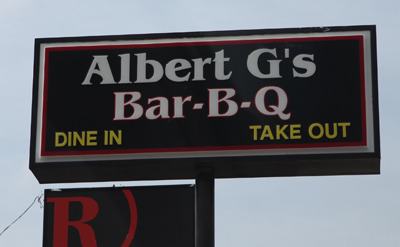 Albert G's
Bar-B-Q
DINE IN TAKE OUT
R)